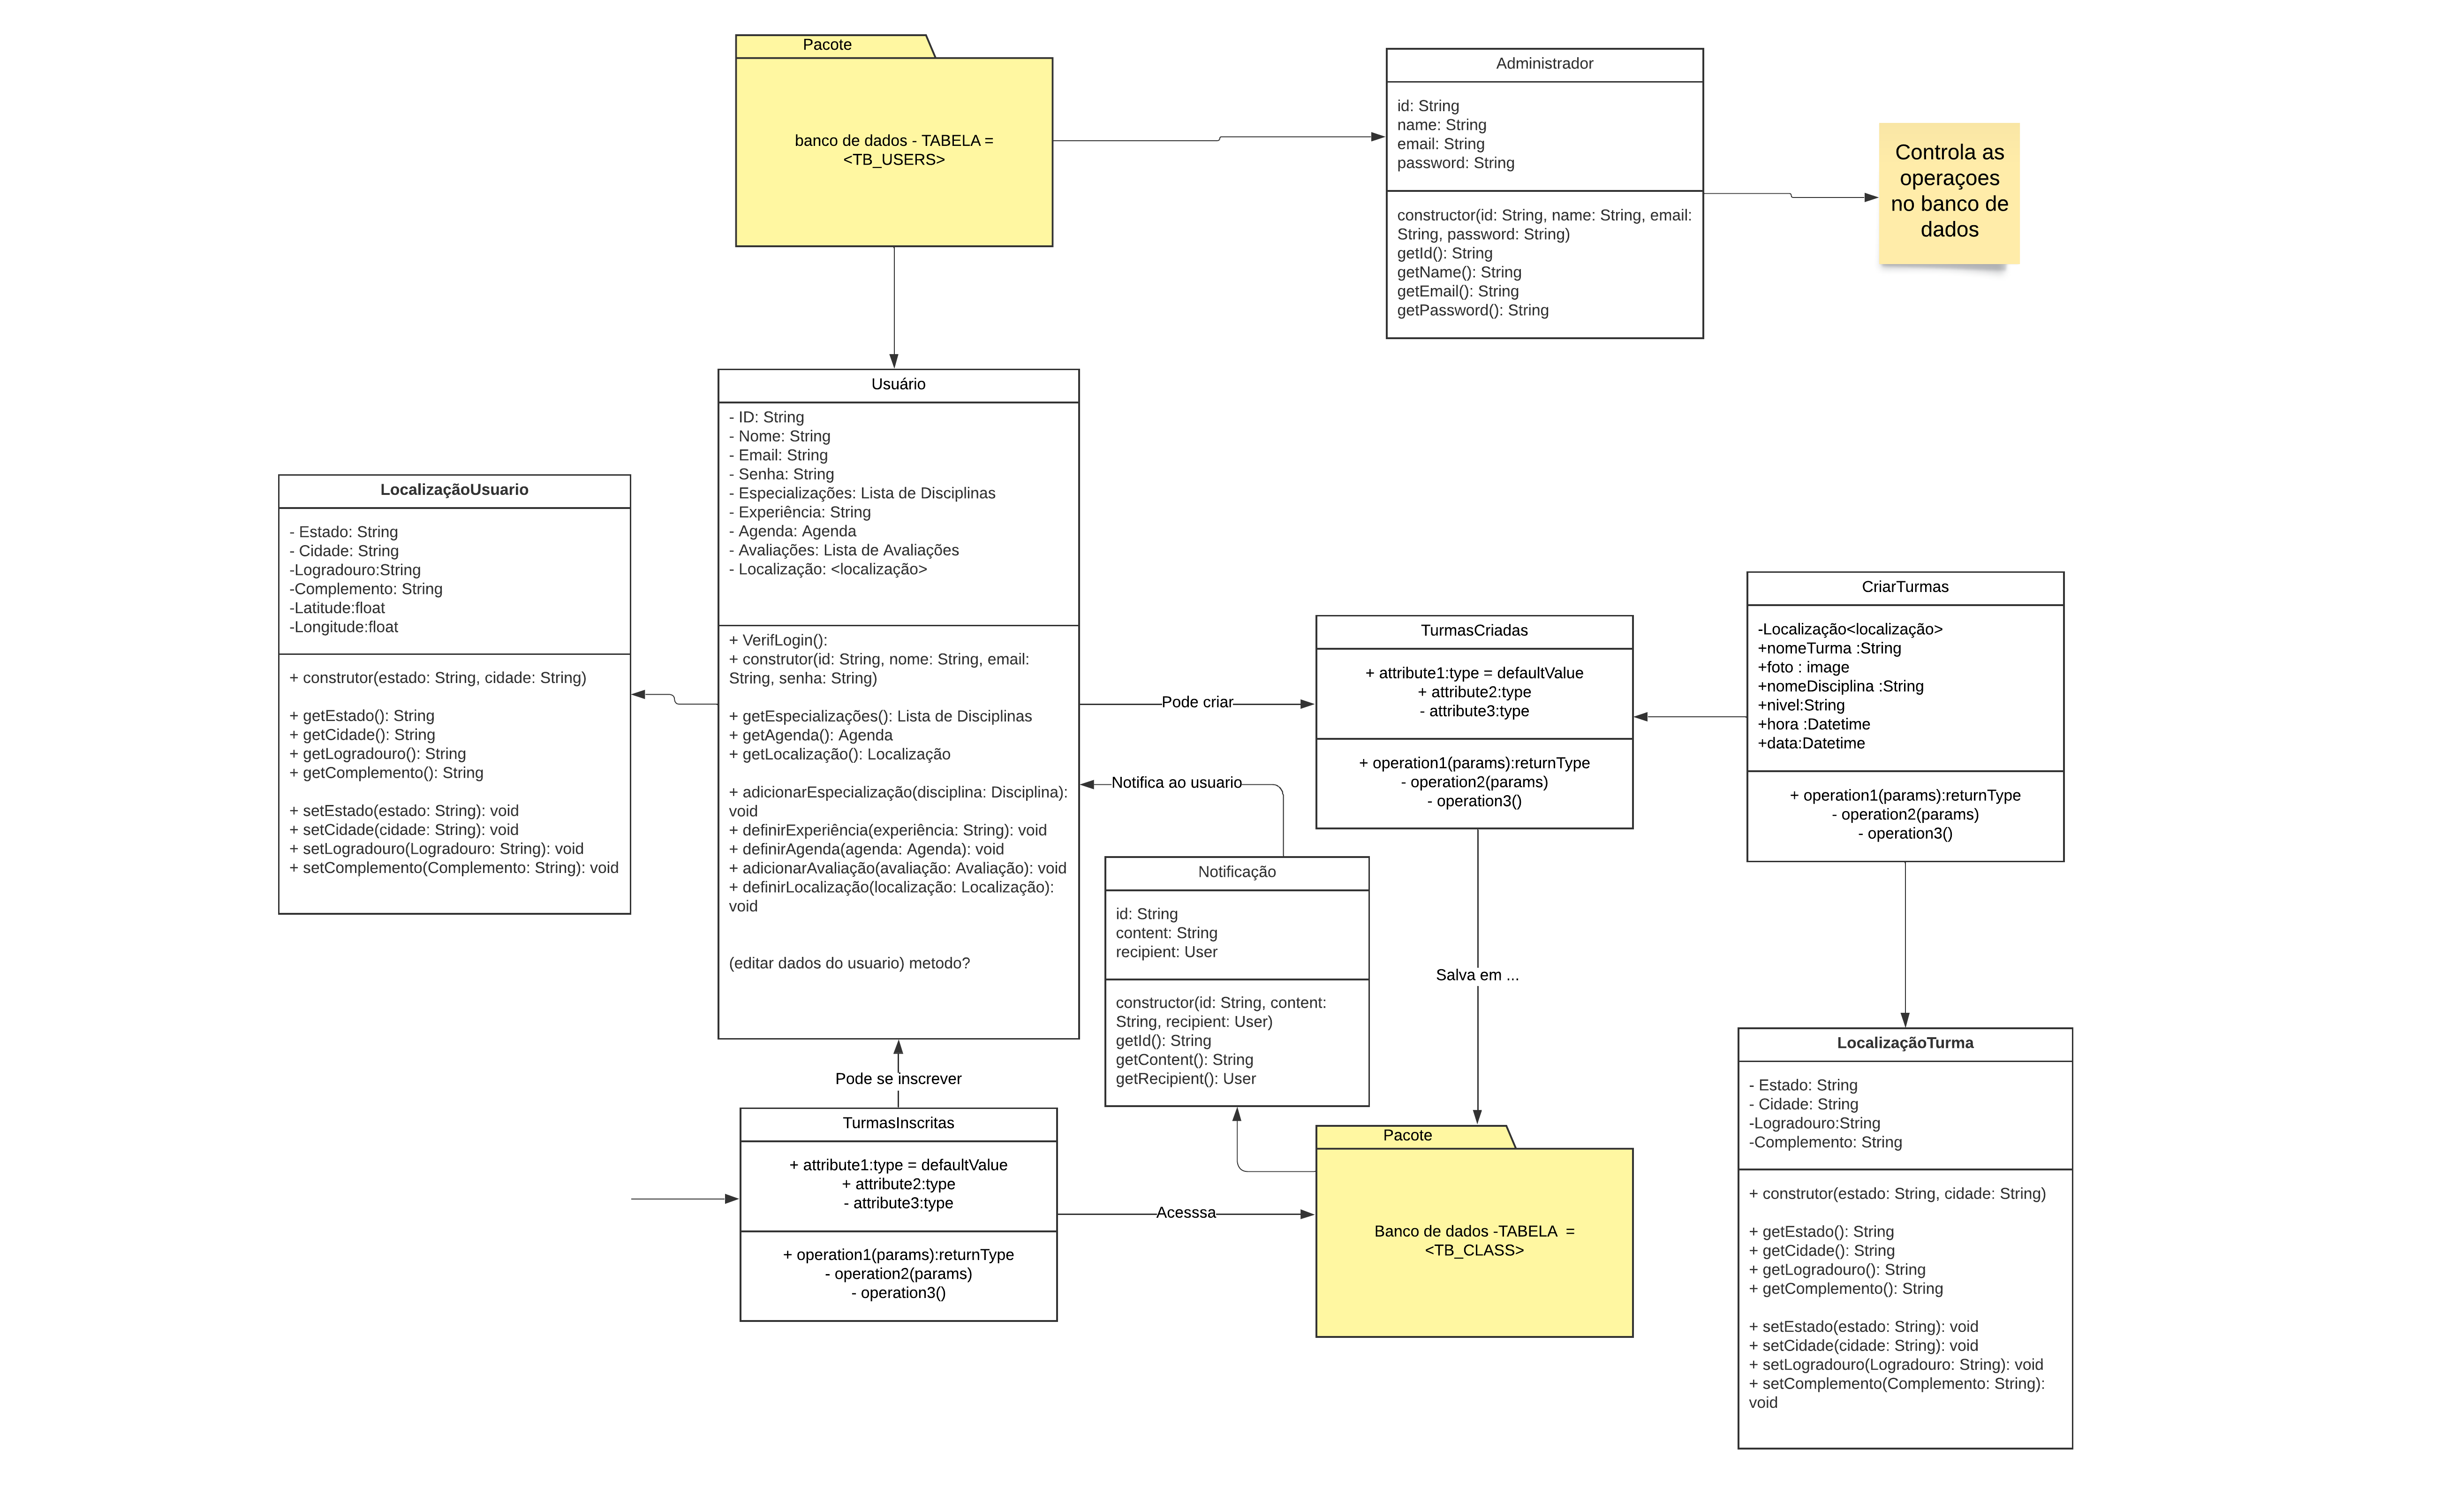 Pacote
banco de dados - TABELA =
<TB_USERS>
Administrador
id: String
name: String
email: String
password: String
constructor(id: String, name: String, email:
String, password: String)
getId(): String
getName(): String
getEmail(): String
getPassword(): String
Controla as
operaçoes
no banco de
dados
Usuário
- ID: String
- Nome: String
- Email: String
- Senha: String
- Especializações: Lista de Disciplinas
- Experiência: String
- Agenda: Agenda
- Avaliações: Lista de Avaliações
- Localização: <localização>
+ VerifLogin():
+ construtor(id: String, nome: String, email:
String, senha: String)
+ getEspecializações(): Lista de Disciplinas
+ getAgenda(): Agenda
+ getLocalização(): Localização
+ adicionarEspecialização(disciplina: Disciplina):
void
+ definirExperiência(experiência: String): void
+ definirAgenda(agenda: Agenda): void
+ adicionarAvaliação(avaliação: Avaliação): void
+ definirLocalização(localização: Localização):
void
(editar dados do usuario) metodo?
LocalizaçãoUsuario
- Estado: String
- Cidade: String
-Logradouro:String
-Complemento: String
-Latitude:float
-Longitude:float
+ construtor(estado: String, cidade: String)
+ getEstado(): String
+ getCidade(): String
+ getLogradouro(): String
+ getComplemento(): String
+ setEstado(estado: String): void
+ setCidade(cidade: String): void
+ setLogradouro(Logradouro: String): void
+ setComplemento(Complemento: String): void
Pode criar
TurmasCriadas
+ attribute1:type = defaultValue
+ attribute2:type
- attribute3:type
+ operation1(params):returnType
- operation2(params)
- operation3()
CriarTurmas
-Localização<localização>
+nomeTurma :String
+foto : image
+nomeDisciplina :String
+nivel:String
+hora :Datetime
+data:Datetime
+ operation1(params):returnType
- operation2(params)
- operation3()
Notifica ao usuario
Notificação
id: String
content: String
recipient: User
constructor(id: String, content:
String, recipient: User)
getId(): String
getContent(): String
getRecipient(): User
Salva em ...
Pode se inscrever
TurmasInscritas
+ attribute1:type = defaultValue
+ attribute2:type
- attribute3:type
+ operation1(params):returnType
- operation2(params)
- operation3()
Acesssa
Pacote
Banco de dados -TABELA  =
<TB_CLASS>
LocalizaçãoTurma
- Estado: String
- Cidade: String
-Logradouro:String
-Complemento: String
+ construtor(estado: String, cidade: String)
+ getEstado(): String
+ getCidade(): String
+ getLogradouro(): String
+ getComplemento(): String
+ setEstado(estado: String): void
+ setCidade(cidade: String): void
+ setLogradouro(Logradouro: String): void
+ setComplemento(Complemento: String):
void